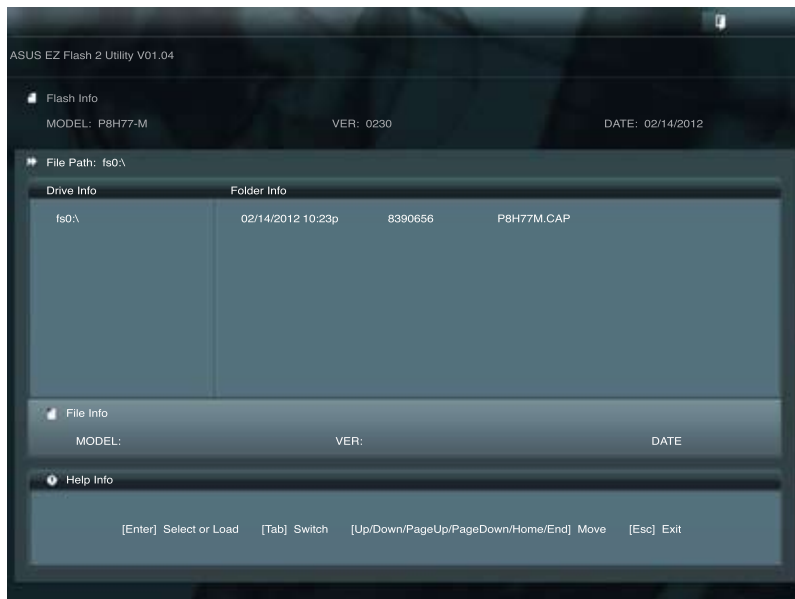 ASUS EZ Flash 2 Utility V01.04
Flash Info
MODEL: P8H77-M VER: 0230 DATE: 02/14/2012
File Path: fs0:\
Drive Info Folder Info
fs0:\ 02/14/2012 10:23p 8390656 P8H77M.CAP
File Info
MODEL: VER: DATE
Help Info
[Enter] Select or Load [Tab] Switch [Up/Down/PageUp/PageDown/Home/End] Move [Esc] Exit